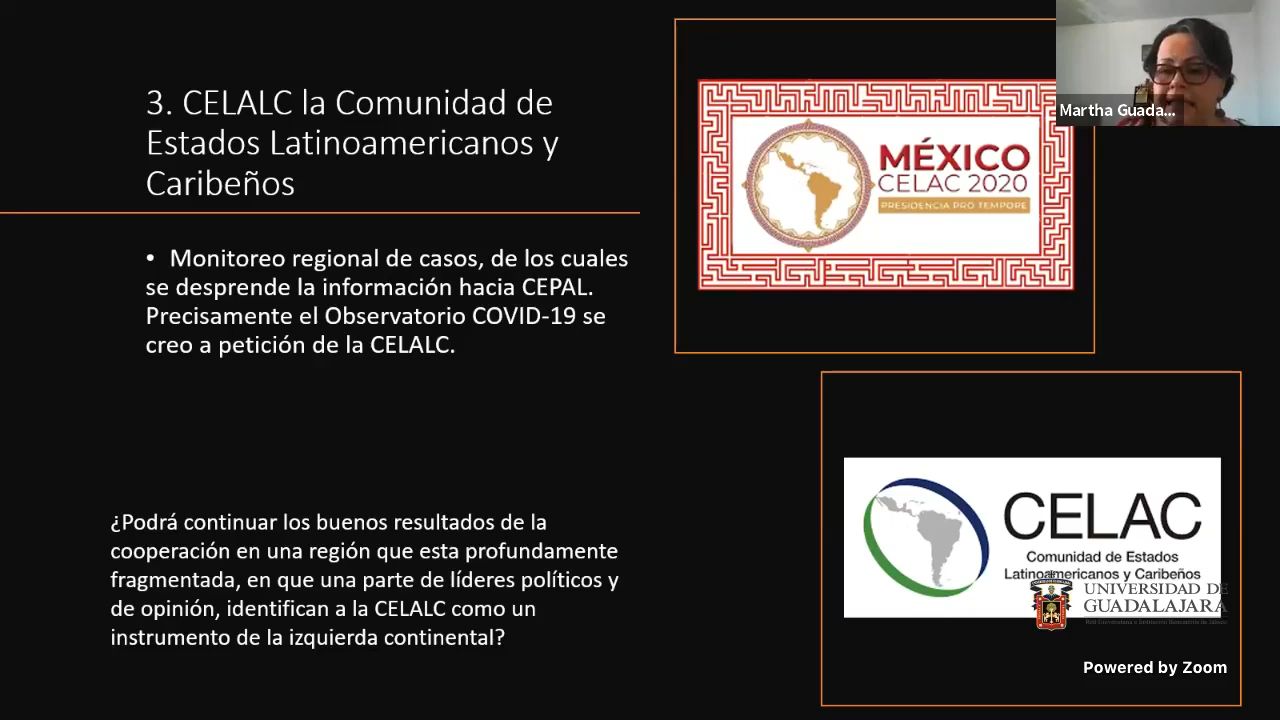 3. CELALC la Comunidad de
Estados Latinoamericanos y
Caribeños
• Monitoreo regional de casos, de los cuales
se desprende la información hacia CEPAL.
Precisamente el Observatorio COVID-19 se
creo a petición de la CELALC.
¿Podrá continuar los buenos resultados de la
cooperación en una región que esta profundamente
fragmentada, en que una parte de líderes políticos y
de opinión, identifican a la CELALC como un
instrumento de la izquierda continental?
MÉXICO
CELAC 2020
PRESIDENCIA PRO TEMPORE
Martha Guada...
CELAC
Comunidad de Estados
Latinoamericanos y Caribeños
UNIVERSIDAD DE
GUADALAJARA
Powered by Zoom